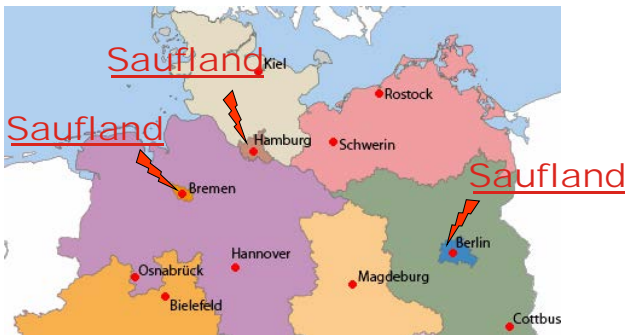 Saufland
Kiel
Rostock
Saufland
Hamburg
Schwerin
Saufland
Bremen
Berlin
Hannover
Osnabrück
Magdeburg
Bielefeld
Cottbus